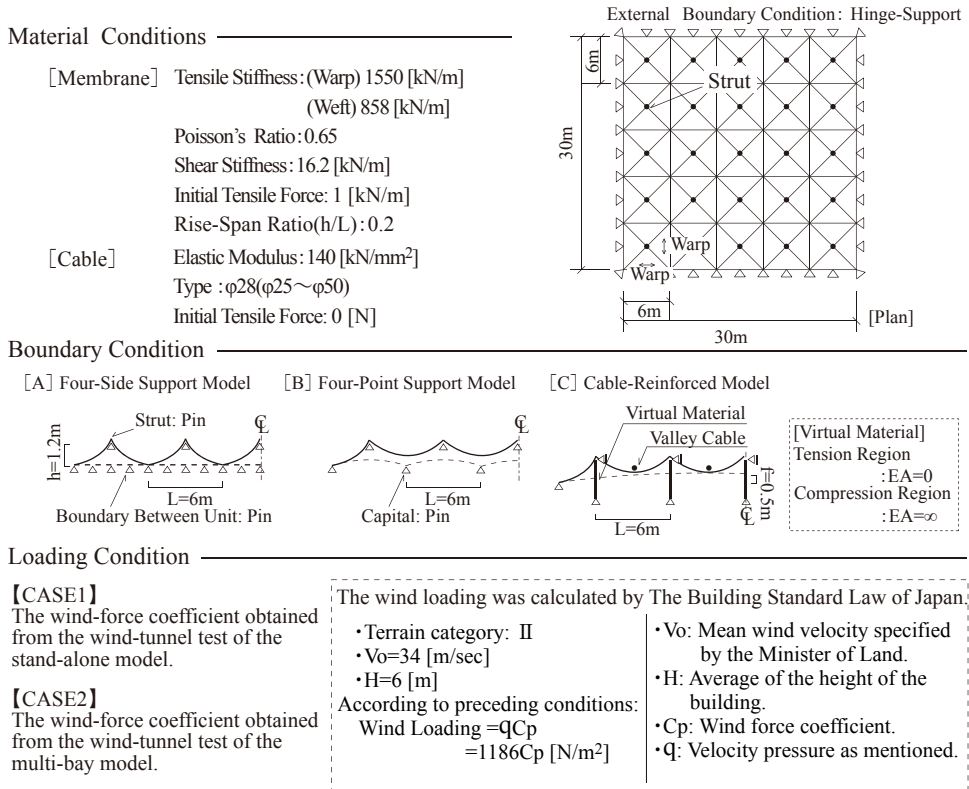 External Boundary Condition: Hinge-Support
Material Conditions
[Membrane] Tensile Stiffness:(Warp) 1550 [kN/m]
(Weft) 858 [kN/m]
Poisson's Ratio:0.65
Shear Stiffness:16.2 [kN/m]
Initial Tensile Force: 1 [kN/m]
Rise-Span Ratio(h/L):0.2
[Cable] Elastic Modulus:140 [kN/mm²]
Type :φ28(φ25～φ50)
Initial Tensile Force: 0 [N]
6m
Strut
30m
Warp
Warp
6m
[Plan]
30m
Boundary Condition
[A] Four-Side Support Model
[B] Four-Point Support Model
[C] Cable-Reinforced Model
Strut: Pin
℄
h=1.2m
L=6m
Boundary Between Unit: Pin
℄
L=6m
Capital: Pin
Virtual Material
Valley Cable
f=0.5m
℄
L=6m
[Virtual Material]
Tension Region
:EA=0
Compression Region
:EA=∞
Loading Condition
【CASE1】
The wind-force coefficient obtained
from the wind-tunnel test of the
stand-alone model.
【CASE2】
The wind-force coefficient obtained
from the wind-tunnel test of the
multi-bay model.
The wind loading was calculated by The Building Standard Law of Japan.
・Terrain category: Ⅱ
・Vo=34 [m/sec]
・H=6 [m]
According to preceding conditions:
Wind Loading =qCp
=1186Cp [N/m²]
・Vo: Mean wind velocity specified
by the Minister of Land.
・H: Average of the height of the
building.
・Cp: Wind force coefficient.
・q: Velocity pressure as mentioned.